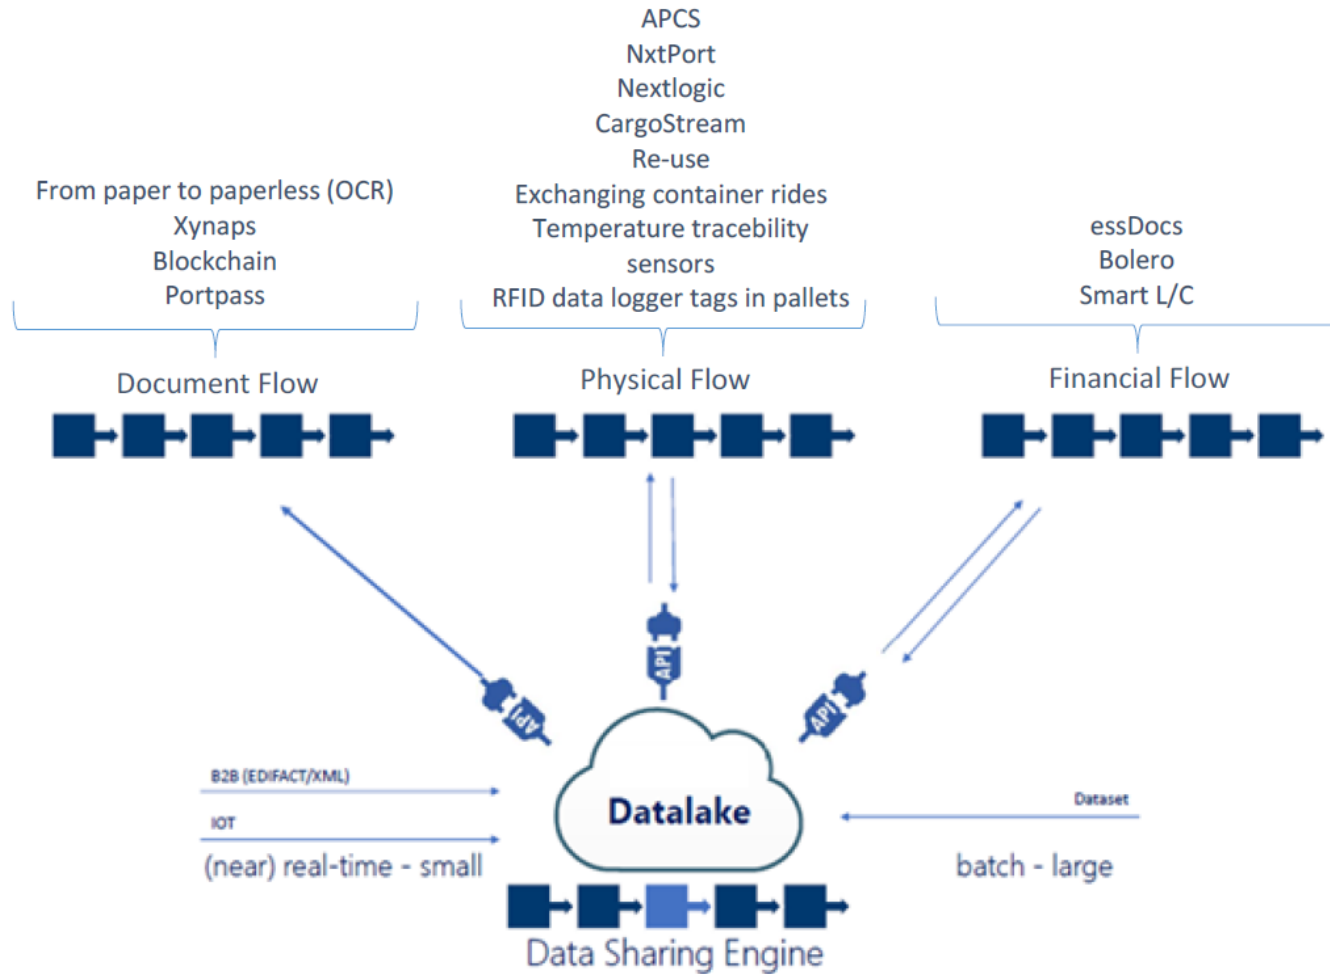 APCS
NxtPort
Nextlogic
CargoStream
Re-use
Exchanging container rides
Temperature tracebility
sensors
RFID data logger tags in pallets
From paper to paperless (OCR)
Xynaps
Blockchain
Portpass
essDocs
Bolero
Smart L/C
Document Flow
Physical Flow
Financial Flow
API
API
API
B2B (EDIFACT/XML)
IOT
(near) real-time - small
Datalake
Dataset
batch - large
Data Sharing Engine